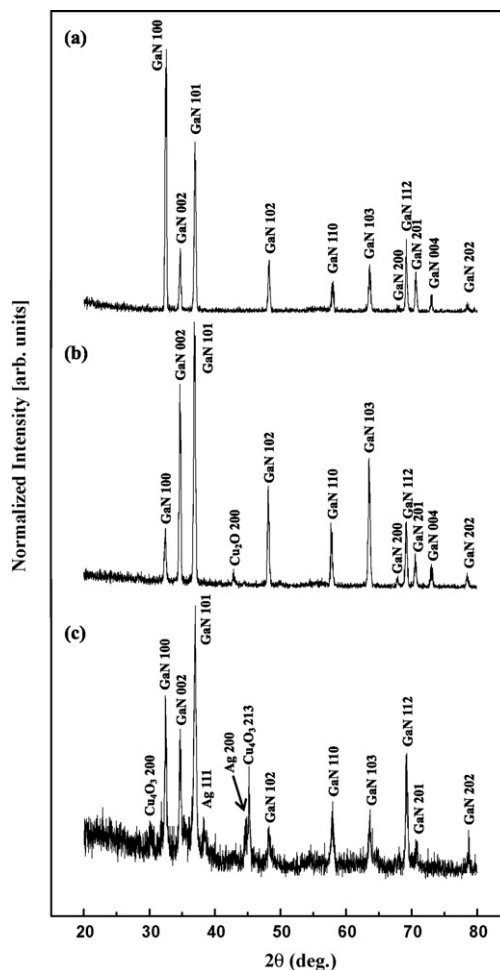 Normalized Intensity [arb. units]
(a)
GaN 100
GaN 002
GaN 101
GaN 102
GaN 110
GaN 103
GaN 200
GaN 112
GaN 201
GaN 004
GaN 202
(b)
GaN 100
GaN 002
GaN 101
Cu₂O 200
GaN 102
GaN 110
GaN 103
GaN 200
GaN 112
GaN 201
GaN 004
GaN 202
(c)
Cu₄O₃ 200
GaN 100
GaN 002
GaN 101
Ag 111
Ag 200
Cu₄O₃ 213
GaN 102
GaN 110
GaN 103
GaN 112
GaN 201
GaN 202
20 30 40 50 60 70 80
2θ (deg.)